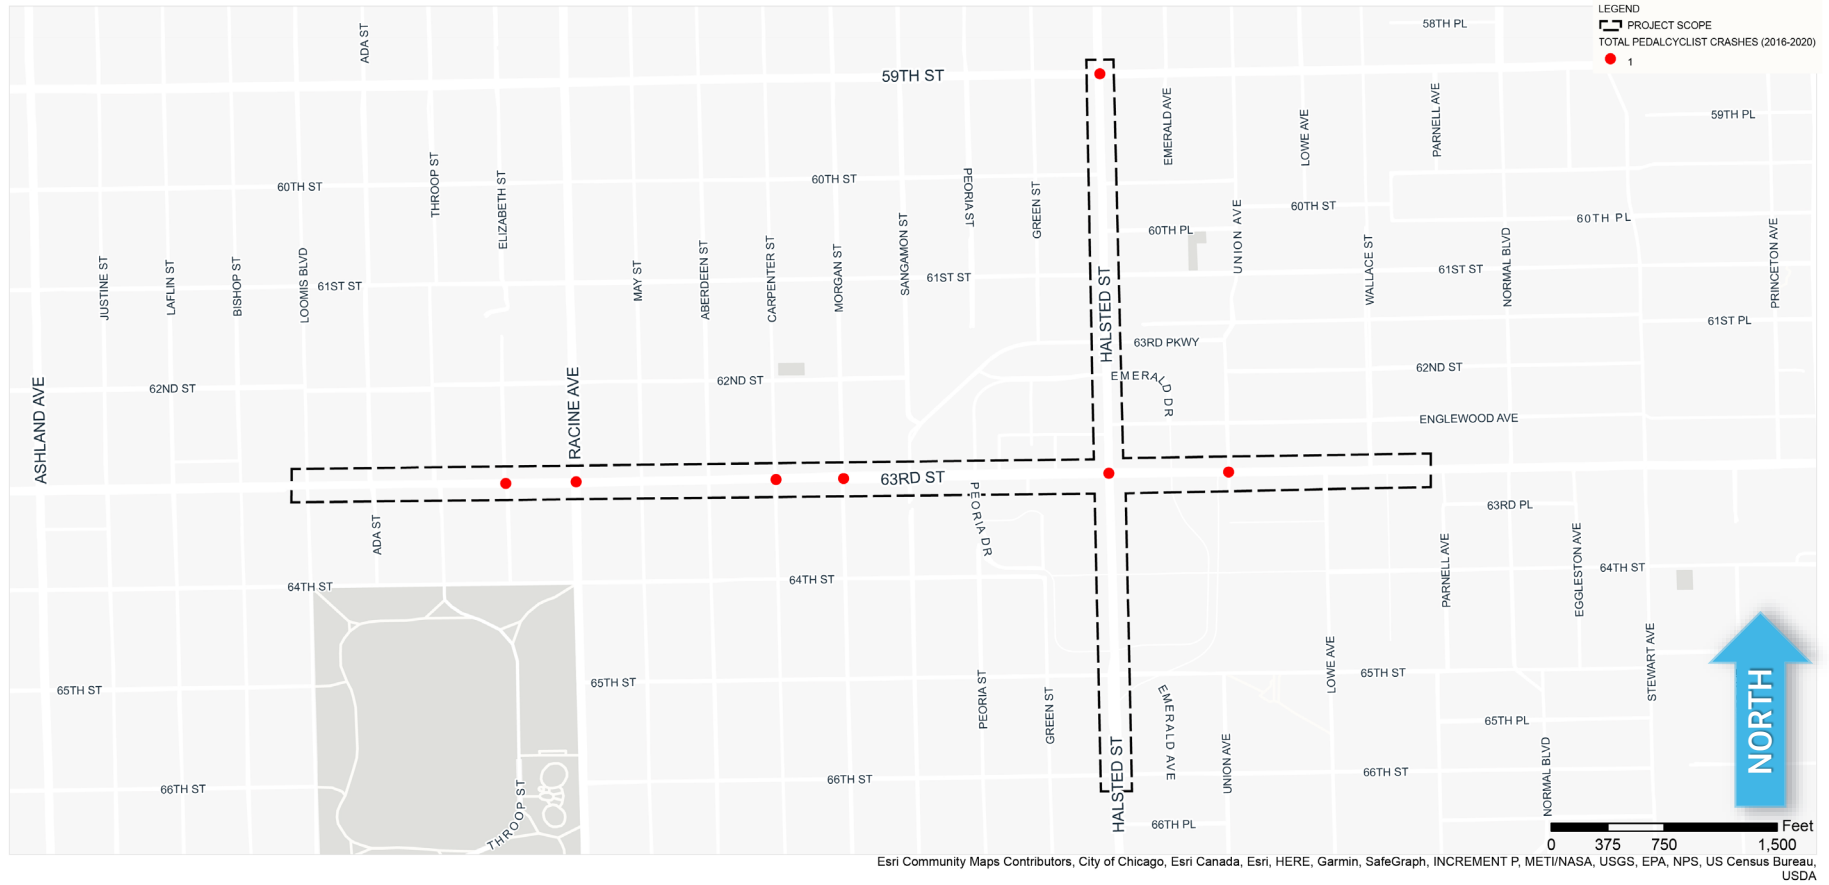 LEGEND
PROJECT SCOPE
TOTAL PEDALCYCLIST CRASHES (2016-2020)
1
58TH PL
ADA ST
59TH ST
59TH PL
EMERALD AVE
LOWE AVE
PARNELL AVE
60TH ST
THROOP ST
ELIZABETH ST
60TH ST
PEORIA ST
GREEN ST
60TH ST
60TH PL
60TH PL
UNION AVE
JUSTINE ST
LAFLIN ST
BISHOP ST
LOOMIS BLVD
61ST ST
MAY ST
ABERDEEN ST
CARPENTER ST
MORGAN ST
SANGAMON ST
61ST ST
HALSTED ST
WALLACE ST
61ST ST
NORMAL BLVD
PRINCETON AVE
61ST PL
63RD PKWY
ASHLAND AVE
62ND ST
RACINE AVE
62ND ST
EMERALD DR
62ND ST
ENGLEWOOD AVE
63RD ST
PEORIA DR
63RD PL
ADA ST
PARNELL AVE
EGGLESTON AVE
64TH ST
64TH ST
64TH ST
65TH ST
65TH ST
PEORIA ST
GREEN ST
EMERALD AVE
LOWE AVE
65TH ST
STEWART AVE
65TH PL
66TH ST
THROOP ST
66TH ST
HALSTED ST
UNION AVE
66TH ST
NORMAL BLVD
66TH PL
NORTH
Feet
0 375 750 1,500
Esri Community Maps Contributors, City of Chicago, Esri Canada, Esri, HERE, Garmin, SafeGraph, INCREMENT P, METI/NASA, USGS, EPA, NPS, US Census Bureau,
USDA